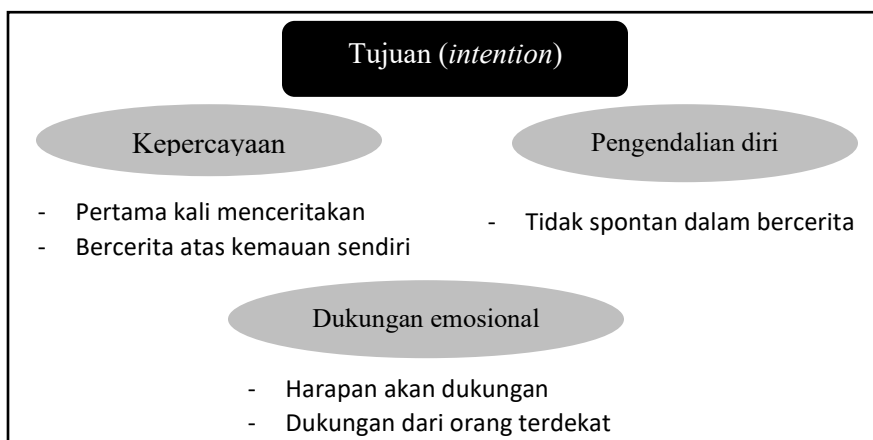 Tujuan (intention)
Kepercayaan
Pengendalian diri
- Pertama kali menceritakan
- Bercerita atas kemauan sendiri
- Tidak spontan dalam bercerita
Dukungan emosional
- Harapan akan dukungan
- Dukungan dari orang terdekat